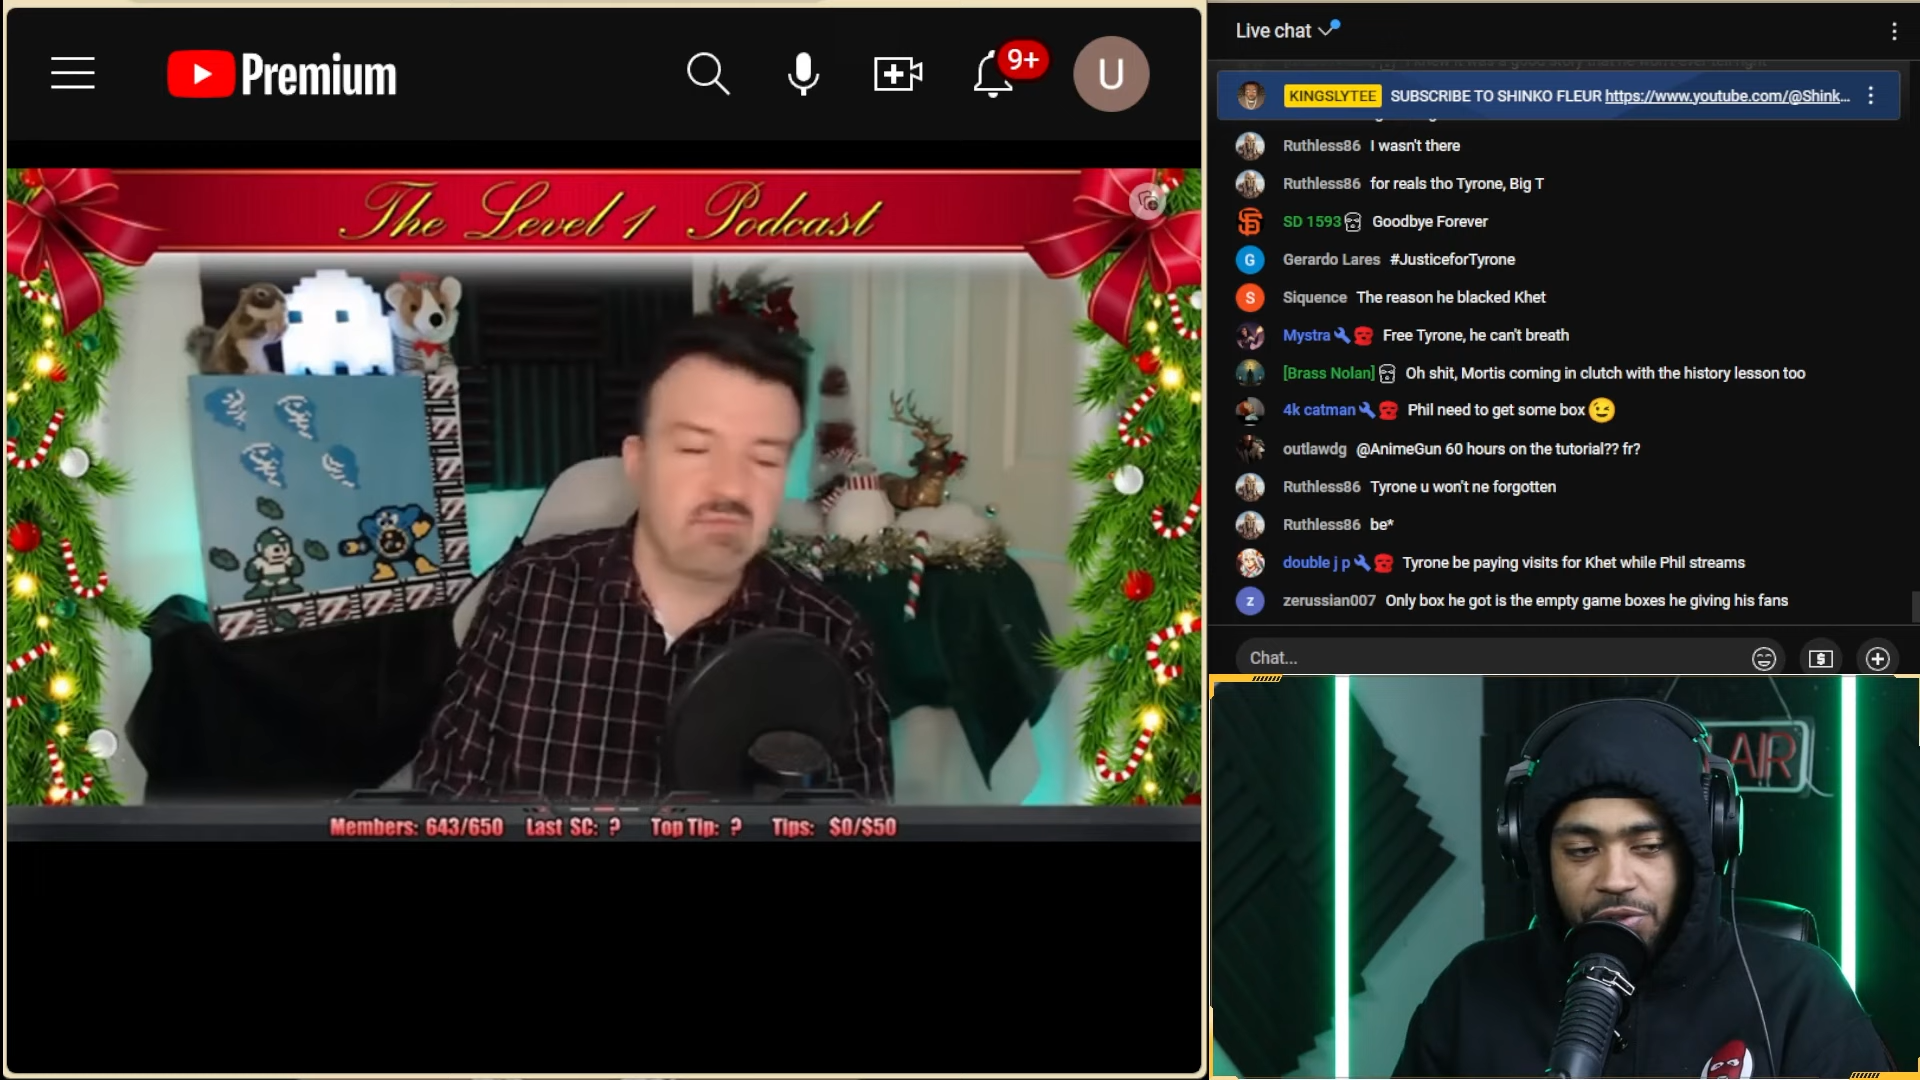 Premium
9+
U
The Level 1 Podcast
Members: 643/650 Last SC: ? Top Tip: ? Tips: $0/$50
Live chat
KINGSLYTEE SUBSCRIBE TO SHINKO FLEUR https://www.youtube.com/@Shink...
Ruthless86 I wasn't there
Ruthless86 for reals tho Tyrone, Big T
SD 1593 Goodbye Forever
G Gerardo Lares #JusticeforTyrone
S Siquence The reason he blacked Khet
Mystra Free Tyrone, he can't breath
[Brass Nolan] Oh shit, Mortis coming in clutch with the history lesson too
4k catman Phil need to get some box
outlawdg @AnimeGun 60 hours on the tutorial?? fr?
Ruthless86 Tyrone u won't ne forgotten
Ruthless86 be*
double j p Tyrone be paying visits for Khet while Phil streams
z zerussian007 Only box he got is the empty game boxes he giving his fans
Chat...
AIR